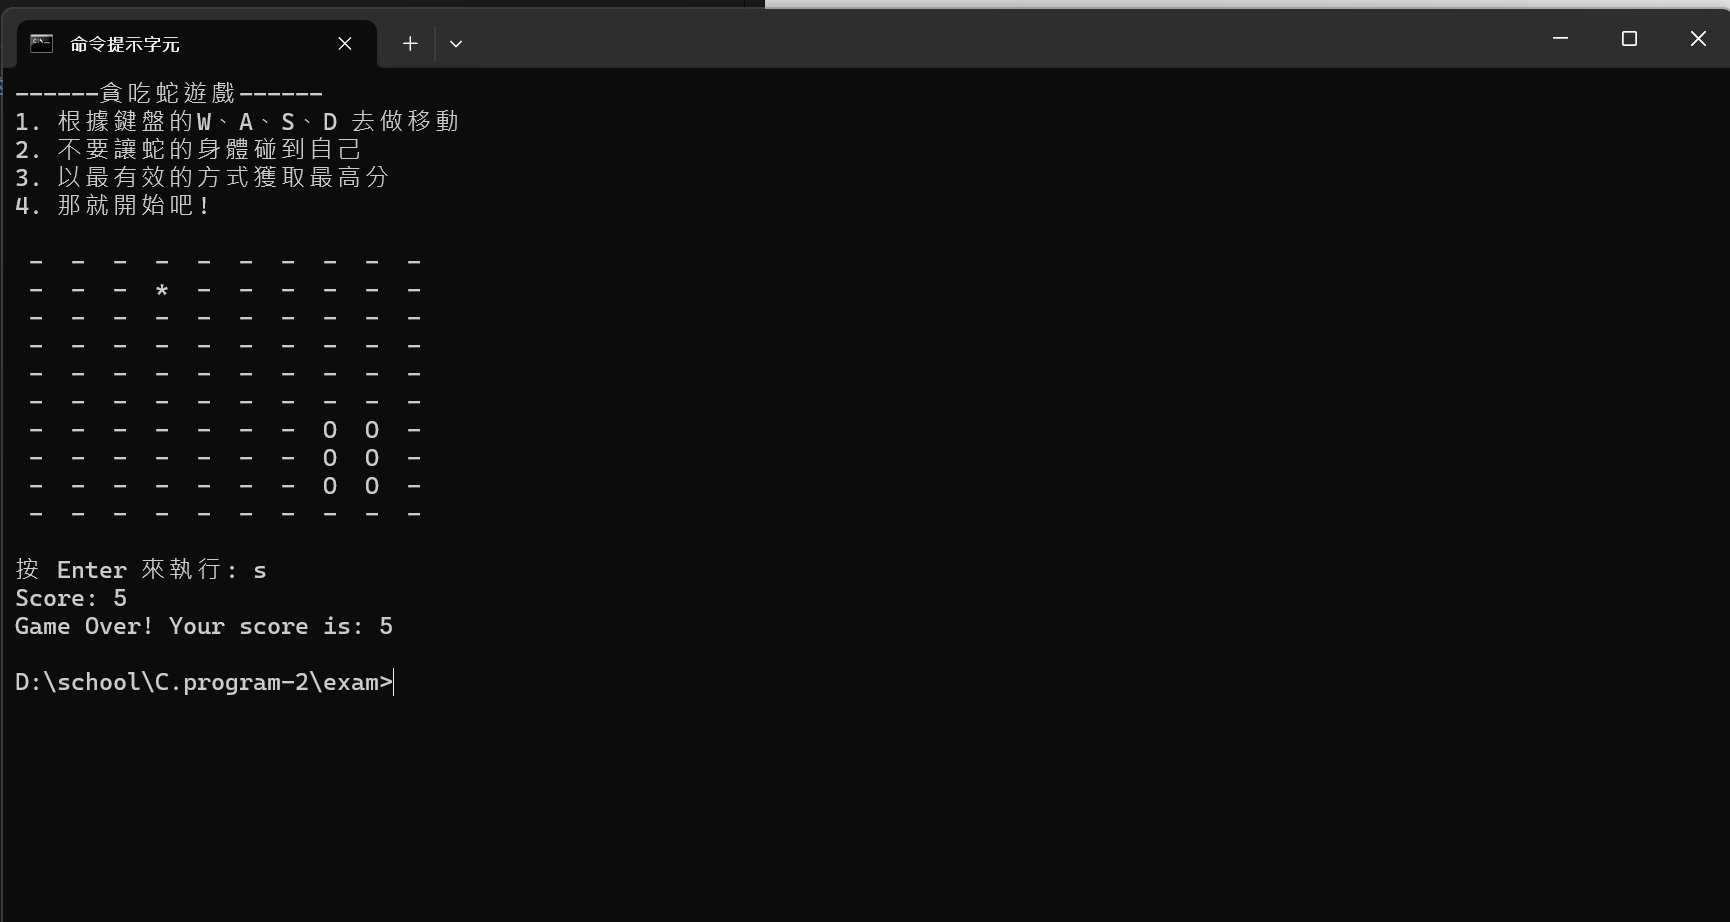 命令提示字元
------貪吃蛇遊戲------
1. 根據鍵盤的W、A、S、D 去做移動
2. 不要讓蛇的身體碰到自己
3. 以最有效的方式獲取最高分
4. 那就開始吧!
- - - - - - - - - -
- - - * - - - - - -
- - - - - - - - - -
- - - - - - - - - -
- - - - - - - - - -
- - - - - - - - - -
- - - - - - - O O -
- - - - - - - O O -
- - - - - - - O O -
- - - - - - - - - -
按 Enter 來執行: s
Score: 5
Game Over! Your score is: 5
D:\school\C.program-2\exam>